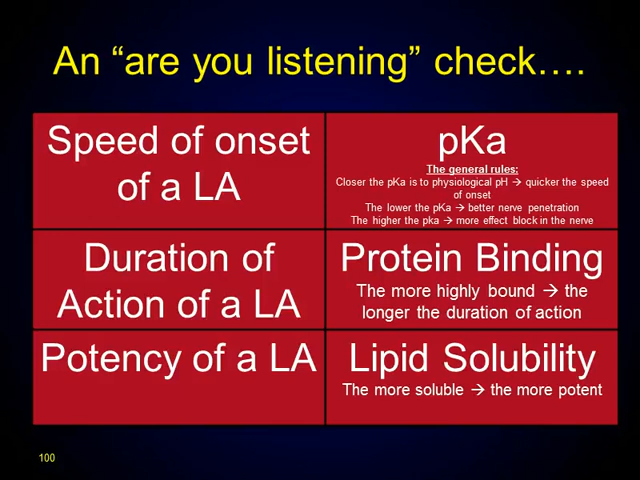 An “are you listening” check….
Speed of onset
of a LA
pKa
The general rules:
Closer the pKa is to physiological pH → quicker the speed
of onset
The lower the pKa → better nerve penetration
The higher the pka → more effect block in the nerve
Duration of
Action of a LA
Protein Binding
The more highly bound → the
longer the duration of action
Potency of a LA
Lipid Solubility
The more soluble → the more potent
100